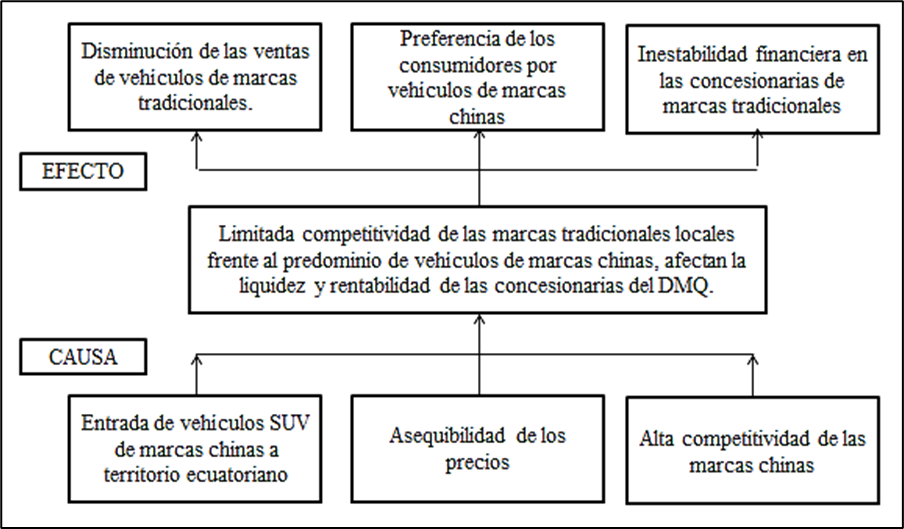 Disminución de las ventas
de vehículos de marcas
tradicionales.
Preferencia de los
consumidores por
vehículos de marcas
chinas
Inestabilidad financiera en
las concesionarias de
marcas tradicionales
EFECTO
Limitada competitividad de las marcas tradicionales locales
frente al predominio de vehículos de marcas chinas, afectan la
liquidez y rentabilidad de las concesionarias del DMQ.
CAUSA
Entrada de vehículos SUV
de marcas chinas a
territorio ecuatoriano
Asequibilidad de los
precios
Alta competitividad de las
marcas chinas